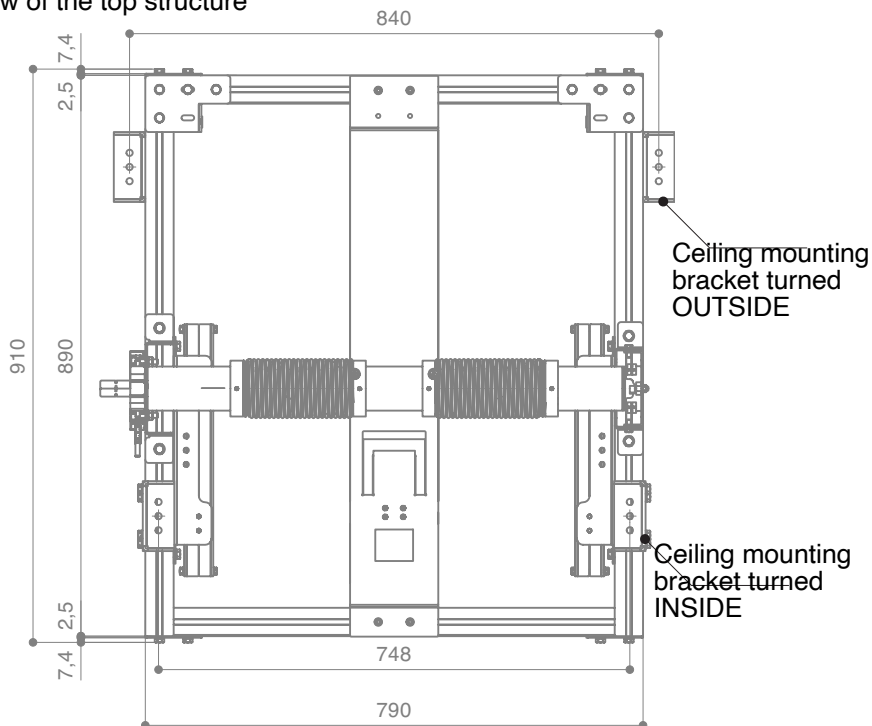 w of the top structure
840
7,4
2,5
Ceiling mounting
bracket turned
OUTSIDE
910
890
Ceiling mounting
bracket turned
INSIDE
2,5
7,4
748
790